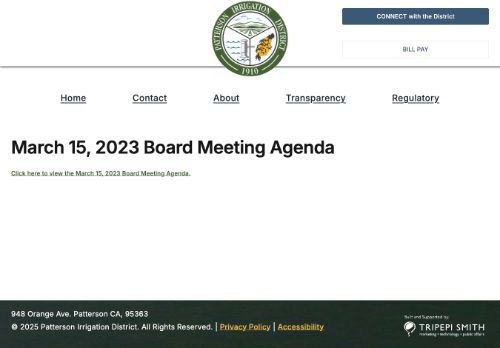 PATTERSON IRRIGATION DISTRICT
1910
CONNECT with the District
BILL PAY
Home Contact About Transparency Regulatory
March 15, 2023 Board Meeting Agenda
Click here to view the March 15, 2023 Board Meeting Agenda.
948 Orange Ave. Patterson CA, 95363
© 2025 Patterson Irrigation District. All Rights Reserved. | Privacy Policy | Accessibility
Built and Supported by:
TRIPEPI SMITH
marketing • technology • public affairs